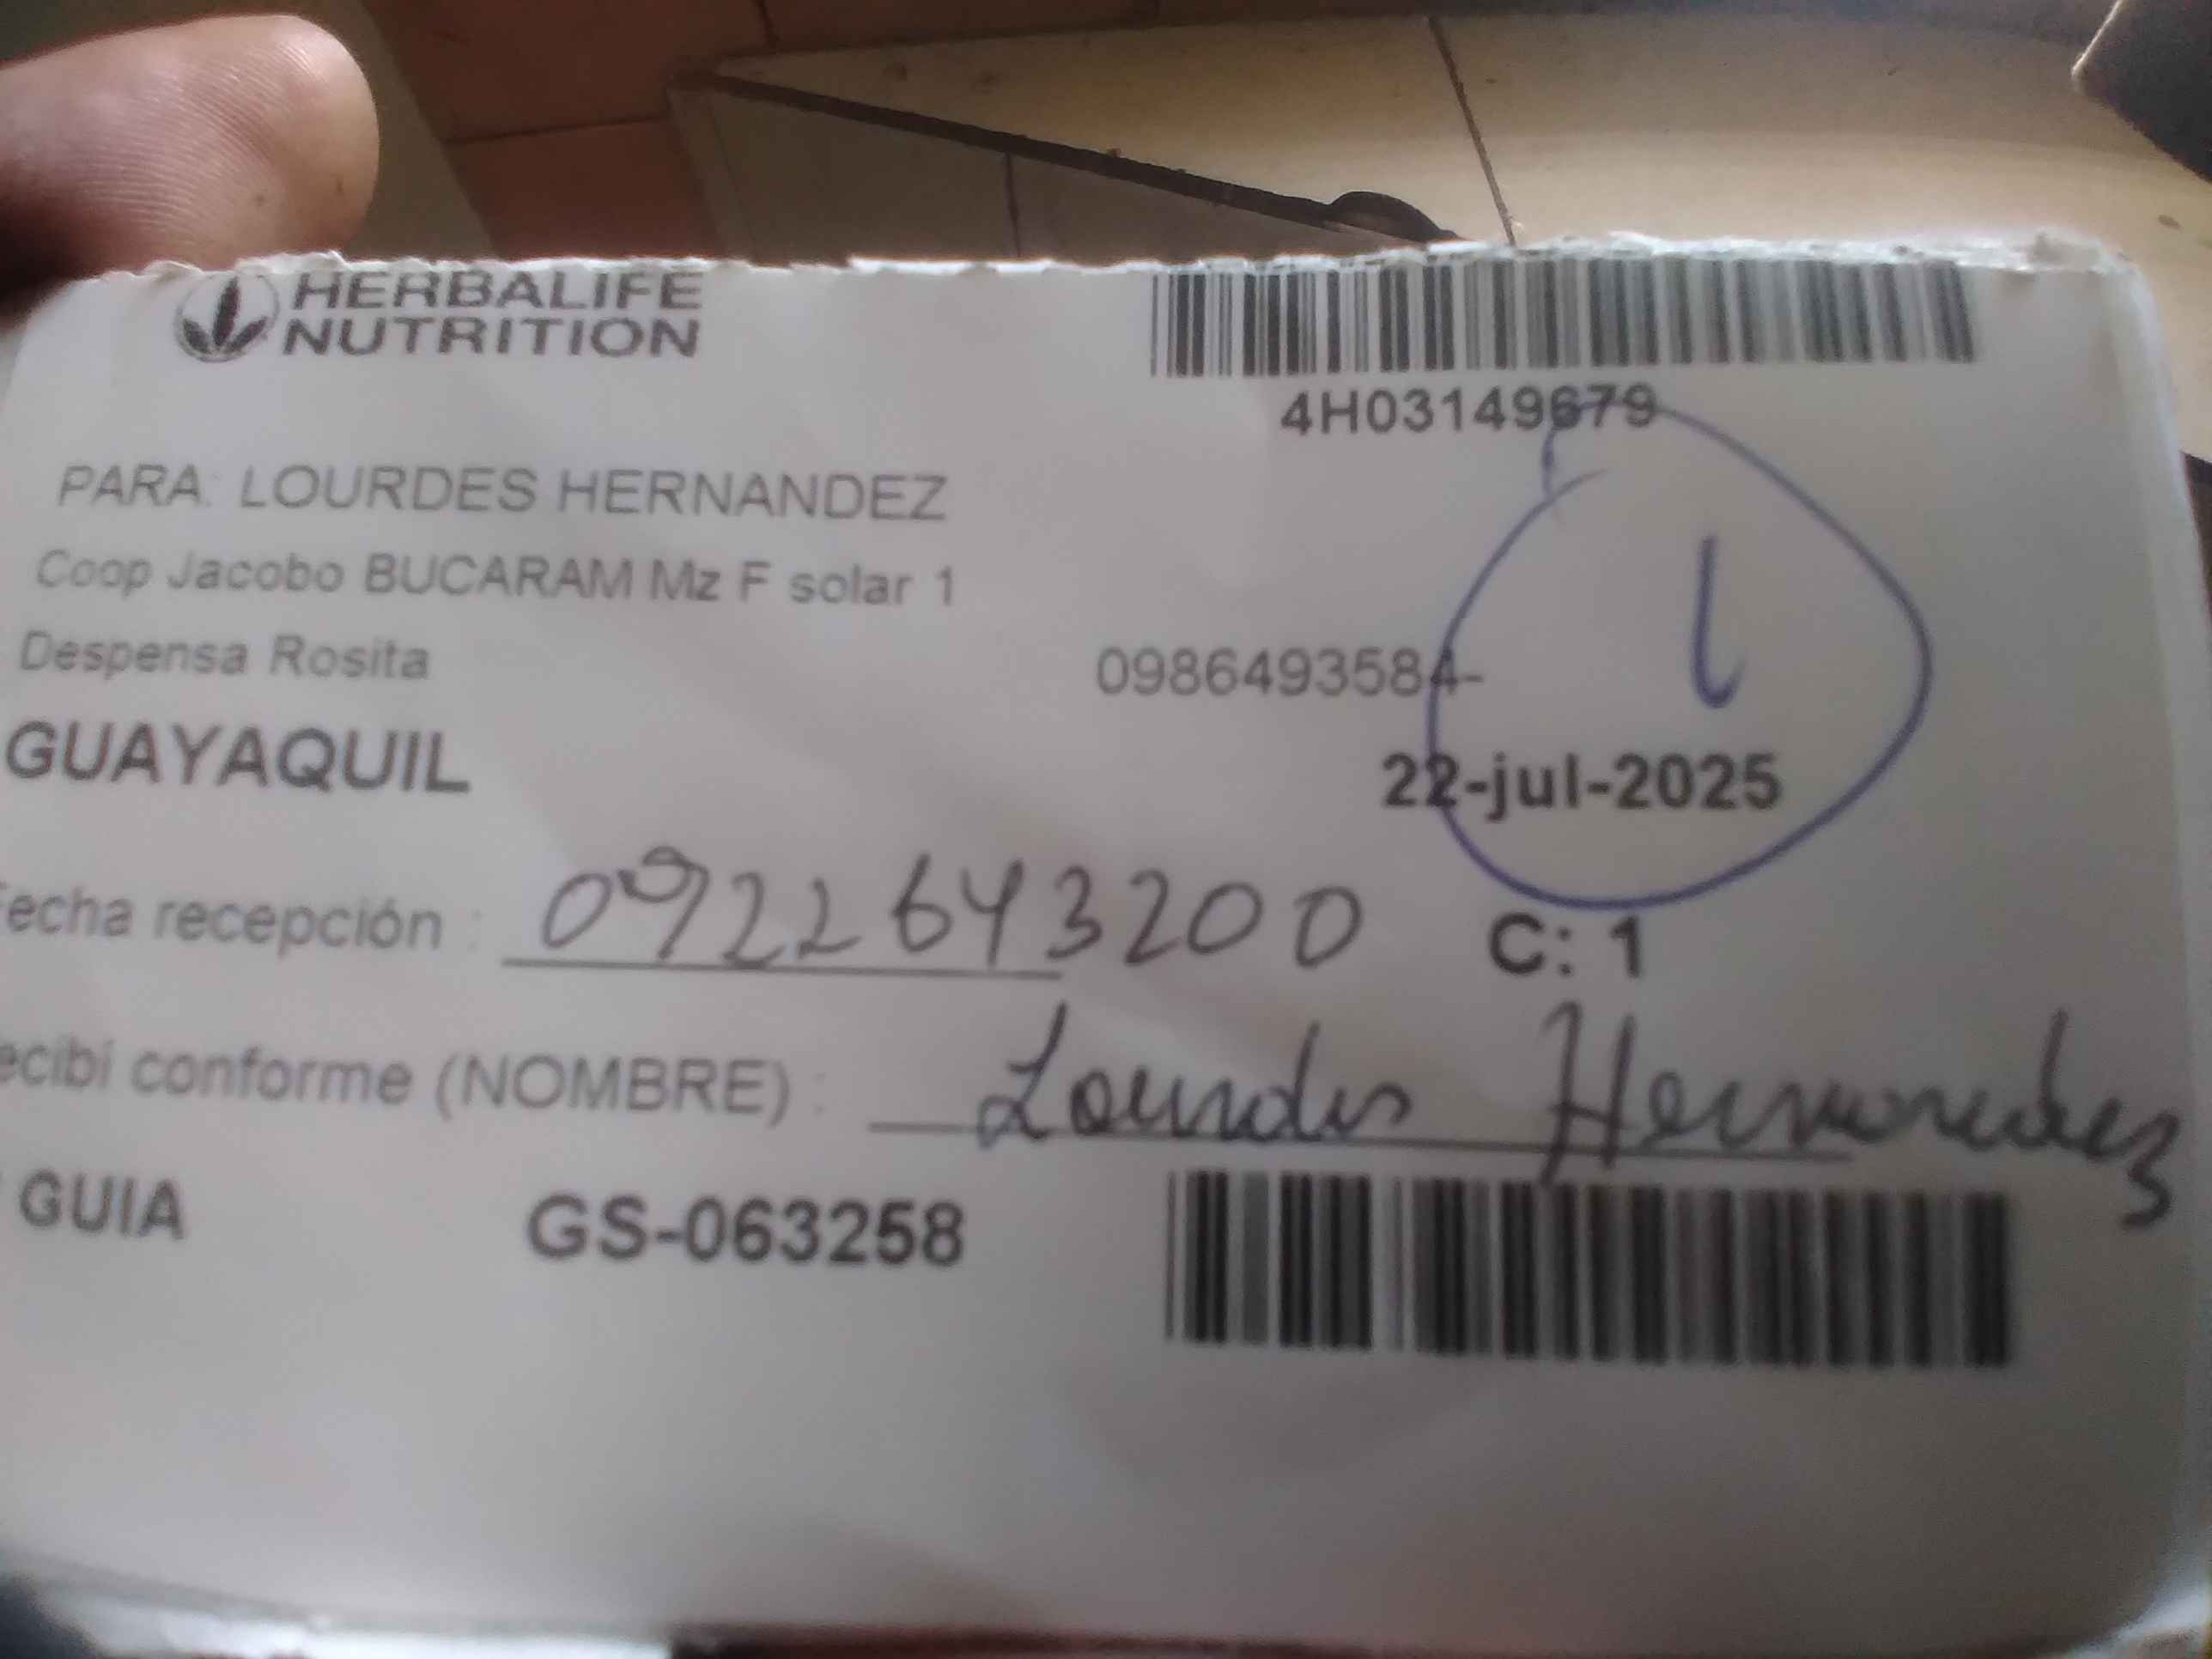 HERBALIFE
NUTRITION
4H03149679
PARA: LOURDES HERNANDEZ
Coop Jacobo BUCARAM Mz F solar 1
Despensa Rosita
0986493584-
1
GUAYAQUIL
22-jul-2025
Fecha recepción : 0922643200
C: 1
ecibi conforme (NOMBRE) : Lourdes Hernandez
GUIA GS-063258